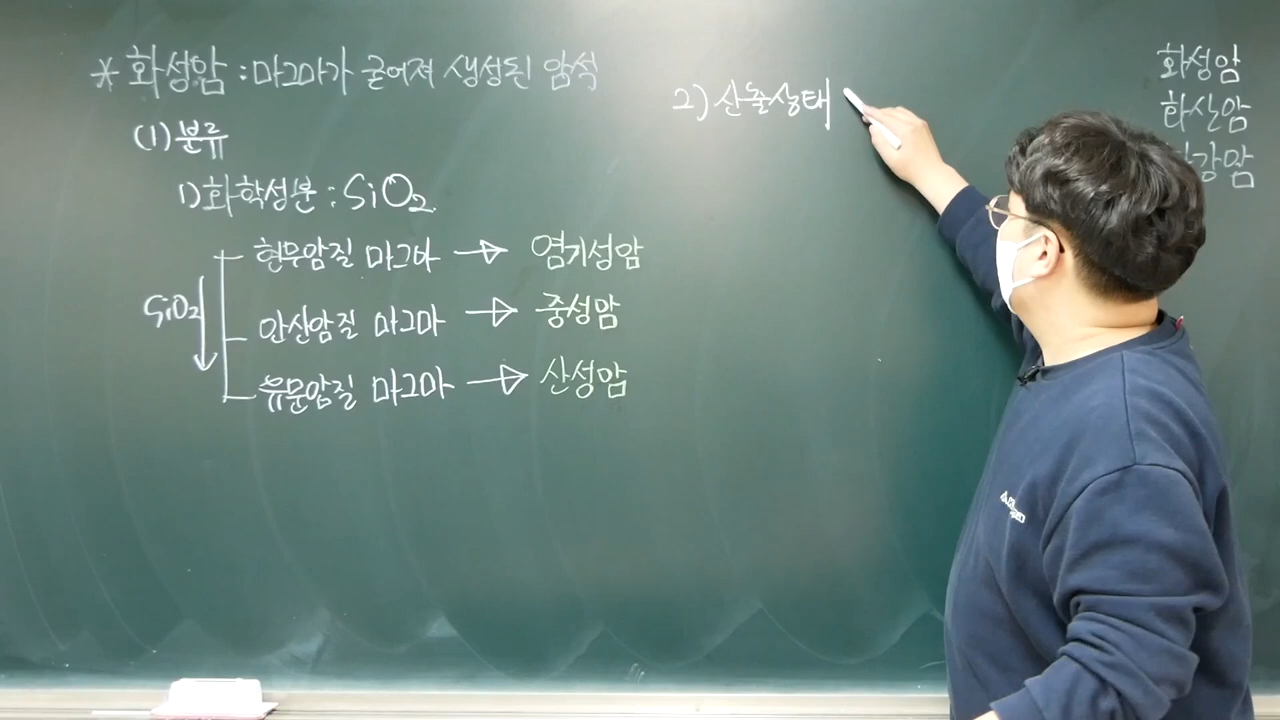 * 화성암 : 마그마가 굳어져 생성된 암석
(1) 분류
1) 화학성분 : SiO2
현무암질 마그마 → 염기성암
SiO2 ↓
안산암질 마그마 → 중성암
유문암질 마그마 → 산성암
2) 산출상태
화성암
화산암
강암